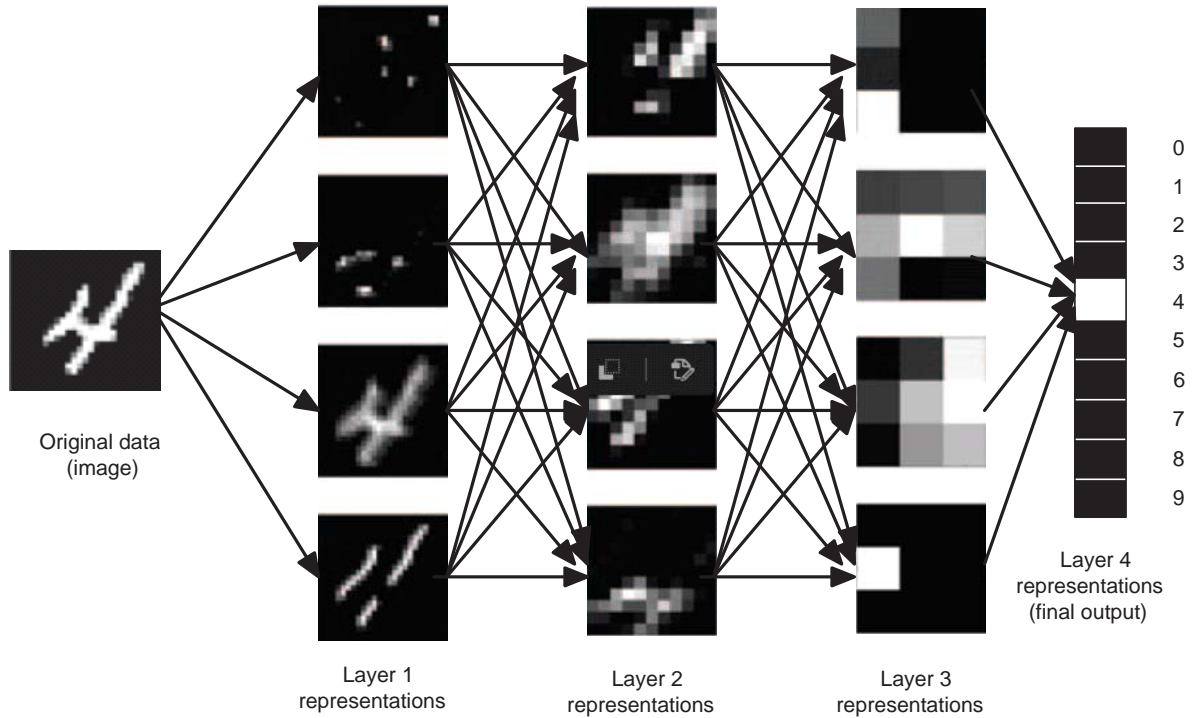 Original data
(image)
Layer 1
representations
Layer 2
representations
Layer 3
representations
0
1
2
3
4
5
6
7
8
9
Layer 4
representations
(final output)